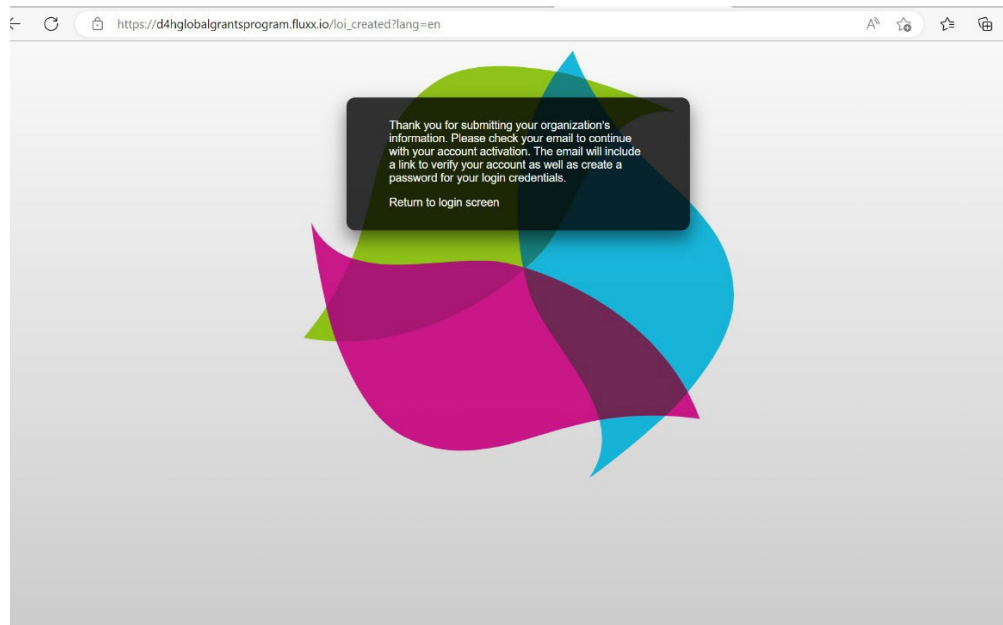 https://d4hglobalgrantsprogram.fluxx.io/loi_created?lang=en
Thank you for submitting your organization's
information. Please check your email to continue
with your account activation. The email will include
a link to verify your account as well as create a
password for your login credentials.
Return to login screen